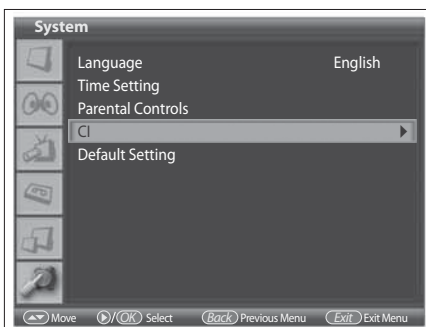 System
Language English
Time Setting
Parental Controls
CI
Default Setting
Move /OK Select Back Previous Menu Exit Exit Menu